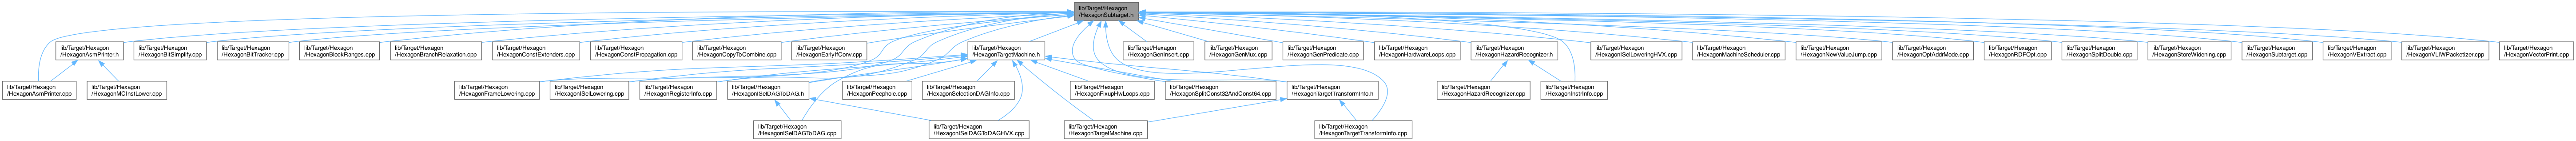 lib/Target/Hexagon
/HexagonSubtarget.h
lib/Target/Hexagon
/HexagonAsmPrinter.h
lib/Target/Hexagon
/HexagonBitSimplify.cpp
lib/Target/Hexagon
/HexagonBitTracker.cpp
lib/Target/Hexagon
/HexagonBlockRanges.cpp
lib/Target/Hexagon
/HexagonBranchRelaxation.cpp
lib/Target/Hexagon
/HexagonConstExtenders.cpp
lib/Target/Hexagon
/HexagonConstPropagation.cpp
lib/Target/Hexagon
/HexagonCopyToCombine.cpp
lib/Target/Hexagon
/HexagonEarlyIfConv.cpp
lib/Target/Hexagon
/HexagonTargetMachine.h
lib/Target/Hexagon
/HexagonGenInsert.cpp
lib/Target/Hexagon
/HexagonGenMux.cpp
lib/Target/Hexagon
/HexagonGenPredicate.cpp
lib/Target/Hexagon
/HexagonHardwareLoops.cpp
lib/Target/Hexagon
/HexagonHazardRecognizer.h
lib/Target/Hexagon
/HexagonISelLoweringHVX.cpp
lib/Target/Hexagon
/HexagonMachineScheduler.cpp
lib/Target/Hexagon
/HexagonNewValueJump.cpp
lib/Target/Hexagon
/HexagonOptAddrMode.cpp
lib/Target/Hexagon
/HexagonRDFOpt.cpp
lib/Target/Hexagon
/HexagonSplitDouble.cpp
lib/Target/Hexagon
/HexagonStoreWidening.cpp
lib/Target/Hexagon
/HexagonSubtarget.cpp
lib/Target/Hexagon
/HexagonVExtract.cpp
lib/Target/Hexagon
/HexagonVLIWPacketizer.cpp
lib/Target/Hexagon
/HexagonVectorPrint.cpp
lib/Target/Hexagon
/HexagonAsmPrinter.cpp
lib/Target/Hexagon
/HexagonMCInstLower.cpp
lib/Target/Hexagon
/HexagonFrameLowering.cpp
lib/Target/Hexagon
/HexagonISelLowering.cpp
lib/Target/Hexagon
/HexagonRegisterInfo.cpp
lib/Target/Hexagon
/HexagonISelDAGToDAG.h
lib/Target/Hexagon
/HexagonPeephole.cpp
lib/Target/Hexagon
/HexagonSelectionDAGInfo.cpp
lib/Target/Hexagon
/HexagonFixupHwLoops.cpp
lib/Target/Hexagon
/HexagonSplitConst32AndConst64.cpp
lib/Target/Hexagon
/HexagonTargetTransformInfo.h
lib/Target/Hexagon
/HexagonHazardRecognizer.cpp
lib/Target/Hexagon
/HexagonInstrInfo.cpp
lib/Target/Hexagon
/HexagonISelDAGToDAG.cpp
lib/Target/Hexagon
/HexagonISelDAGToDAGHVX.cpp
lib/Target/Hexagon
/HexagonTargetMachine.cpp
lib/Target/Hexagon
/HexagonTargetTransformInfo.cpp